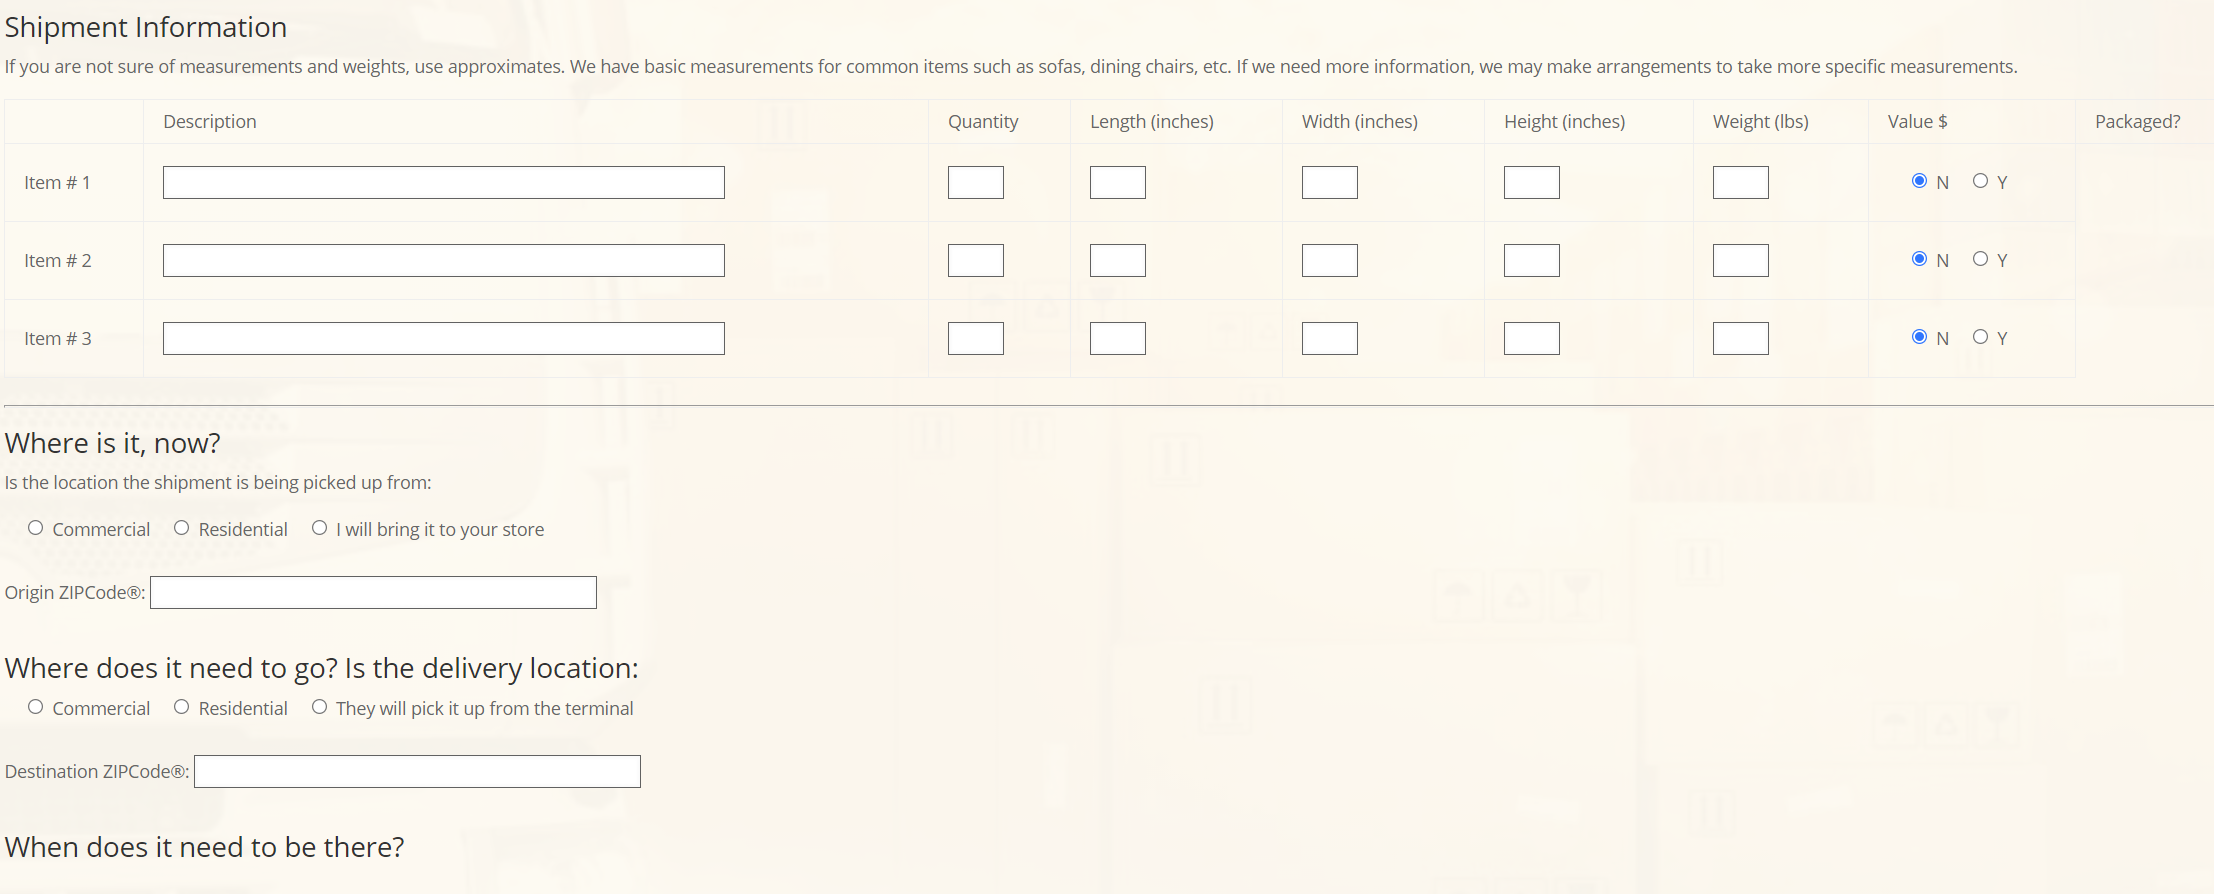 Shipment Information
If you are not sure of measurements and weights, use approximates. We have basic measurements for common items such as sofas, dining chairs, etc. If we need more information, we may make arrangements to take more specific measurements.
Description Quantity Length (inches) Width (inches) Height (inches) Weight (lbs) Value $ Packaged?
Item # 1 N Y
Item # 2 N Y
Item # 3 N Y
Where is it, now?
Is the location the shipment is being picked up from:
Commercial Residential I will bring it to your store
Origin ZIPCode®:
Where does it need to go? Is the delivery location:
Commercial Residential They will pick it up from the terminal
Destination ZIPCode®:
When does it need to be there?